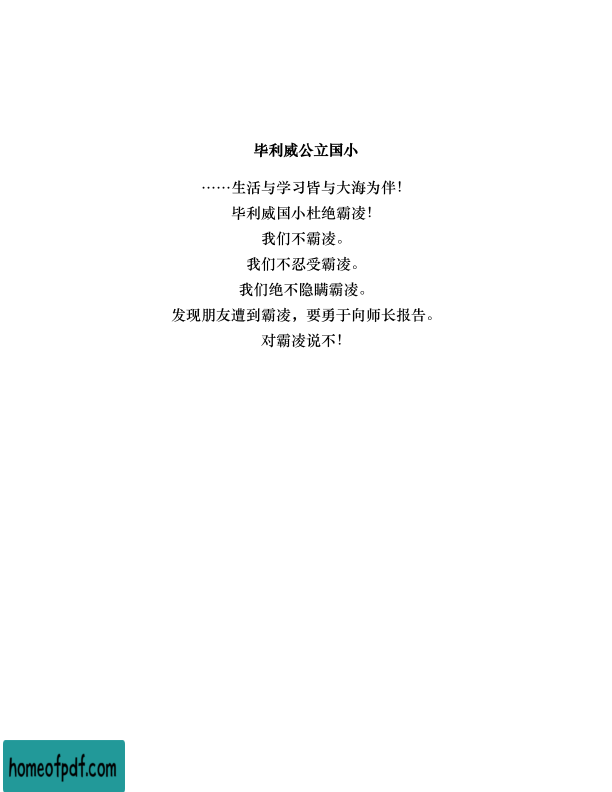 毕利威公立国小
……生活与学习皆与大海为伴！
毕利威国小杜绝霸凌！
我们不霸凌。
我们不忍受霸凌。
我们绝不隐瞒霸凌。
发现朋友遭到霸凌，要勇于向师长报告。
对霸凌说不！
homeofpdf.com